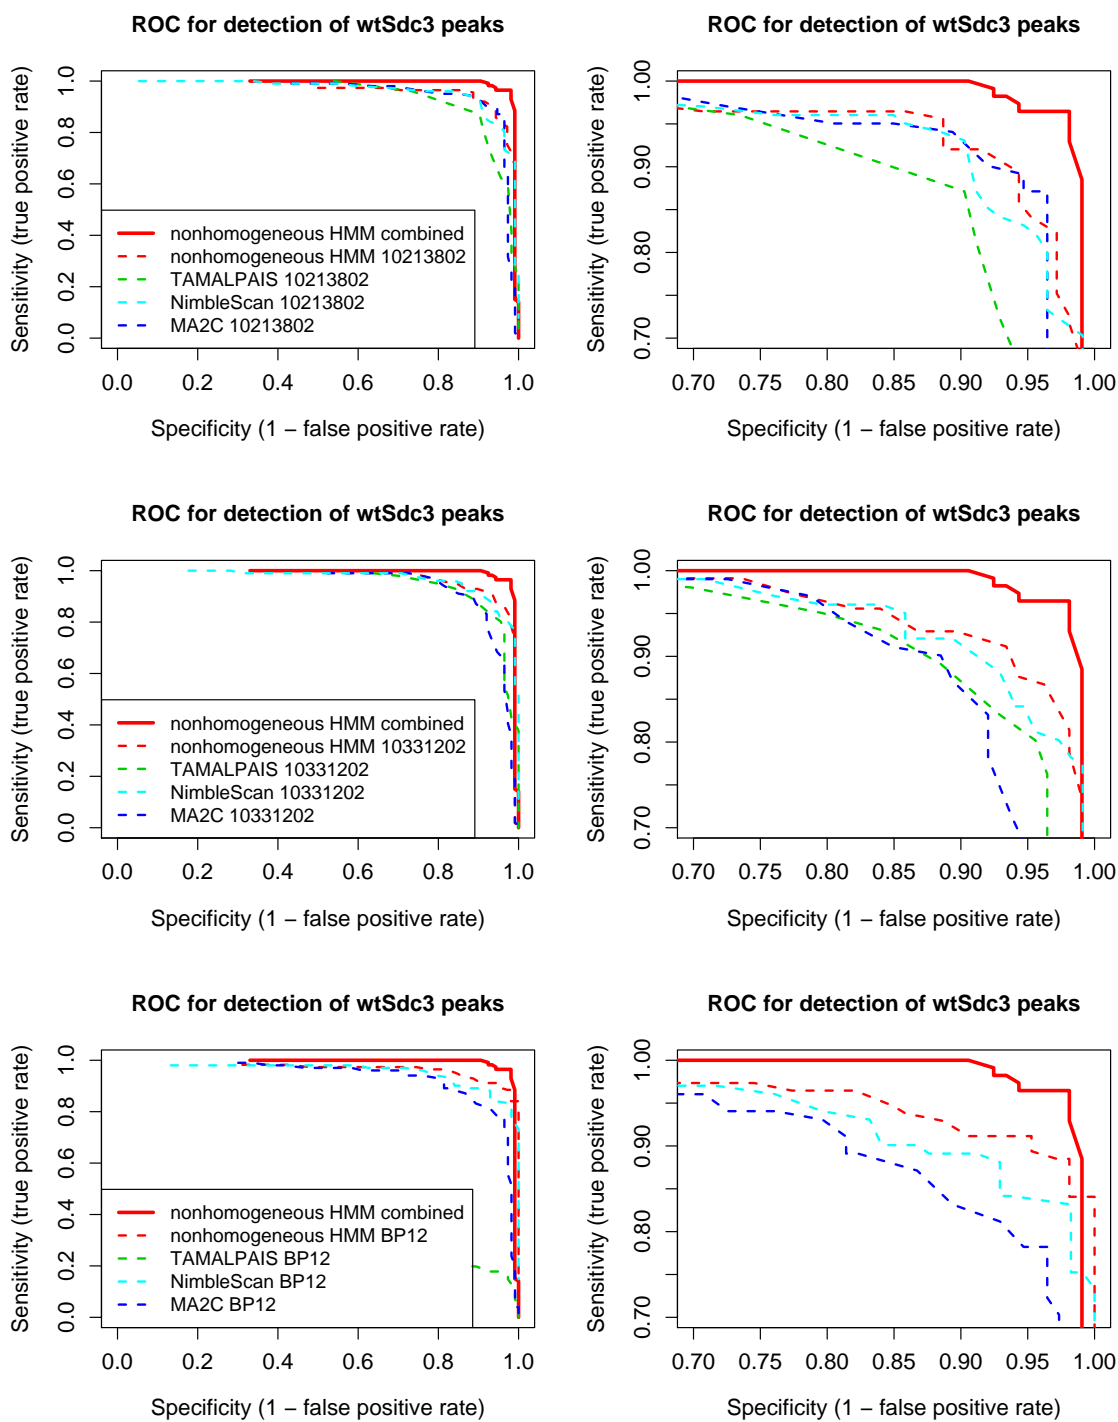 ROC for detection of wtSdc3 peaks
Sensitivity (true positive rate)
0.0 0.2 0.4 0.6 0.8 1.0
nonhomogeneous HMM combined
nonhomogeneous HMM 10213802
TAMALPAIS 10213802
NimbleScan 10213802
MA2C 10213802
0.0 0.2 0.4 0.6 0.8 1.0
Specificity (1 − false positive rate)
ROC for detection of wtSdc3 peaks
Sensitivity (true positive rate)
0.70 0.80 0.90 1.00
0.70 0.75 0.80 0.85 0.90 0.95 1.00
Specificity (1 − false positive rate)
ROC for detection of wtSdc3 peaks
Sensitivity (true positive rate)
0.0 0.2 0.4 0.6 0.8 1.0
nonhomogeneous HMM combined
nonhomogeneous HMM 10331202
TAMALPAIS 10331202
NimbleScan 10331202
MA2C 10331202
0.0 0.2 0.4 0.6 0.8 1.0
Specificity (1 − false positive rate)
ROC for detection of wtSdc3 peaks
Sensitivity (true positive rate)
0.70 0.80 0.90 1.00
0.70 0.75 0.80 0.85 0.90 0.95 1.00
Specificity (1 − false positive rate)
ROC for detection of wtSdc3 peaks
Sensitivity (true positive rate)
0.0 0.2 0.4 0.6 0.8 1.0
nonhomogeneous HMM combined
nonhomogeneous HMM BP12
TAMALPAIS BP12
NimbleScan BP12
MA2C BP12
0.0 0.2 0.4 0.6 0.8 1.0
Specificity (1 − false positive rate)
ROC for detection of wtSdc3 peaks
Sensitivity (true positive rate)
0.70 0.80 0.90 1.00
0.70 0.75 0.80 0.85 0.90 0.95 1.00
Specificity (1 − false positive rate)